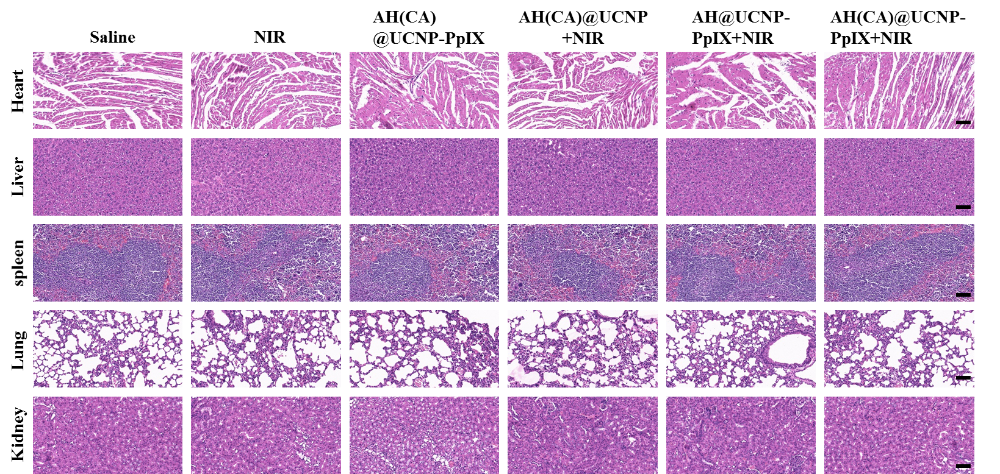 Saline
NIR
AH(CA)
@UCNP-PpIX
AH(CA)@UCNP
+NIR
AH@UCNP-
PpIX+NIR
AH(CA)@UCNP-
PpIX+NIR
Heart
Liver
spleen
Lung
Kidney